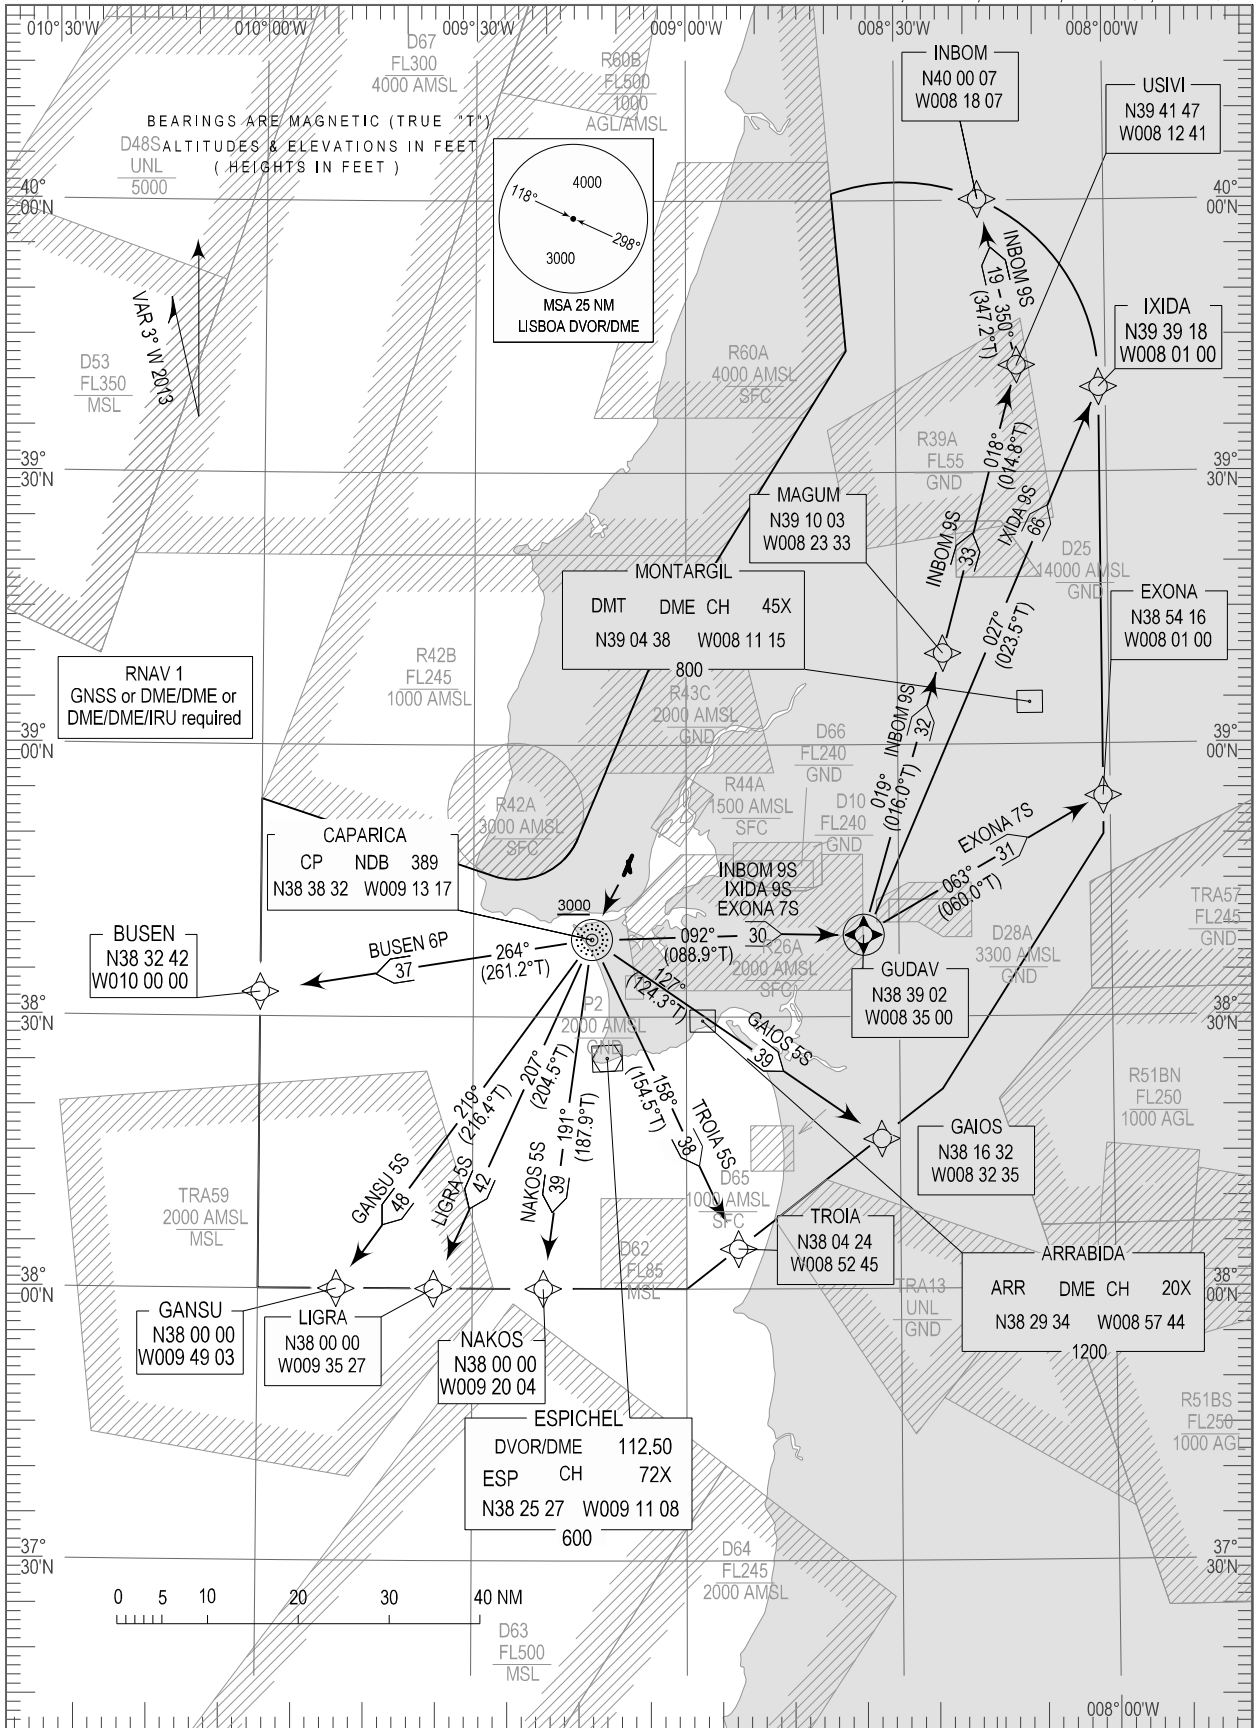 010°30'W
010°00'W
009°30'W
009°00'W
008°30'W
008°00'W
D67
FL300
4000 AMSL
R60B
FL500
1000
AGL/AMSL
INBOM
N40 00 07
W008 18 07
USIVI
N39 41 47
W008 12 41
BEARINGS ARE MAGNETIC (TRUE "T")
ALTITUDES & ELEVATIONS IN FEET
( HEIGHTS IN FEET )
D48S
UNL
5000
4000
118°
298°
3000
MSA 25 NM
LISBOA DVOR/DME
40°
00'N
40°
00'N
VAR 3° W 2013
INBOM 9S
19 - 350°
(347.2°T)
IXIDA
N39 39 18
W008 01 00
D53
FL350
MSL
R60A
4000 AMSL
SFC
R39A
FL55
GND
018°
(014.8°T)
39°
30'N
39°
30'N
MAGUM
N39 10 03
W008 23 33
INBOM 9S
33
IXIDA 9S
66
D25
14000 AMSL
GND
MONTARGIL
DMT DME CH 45X
N39 04 38 W008 11 15
800
EXONA
N38 54 16
W008 01 00
027°
(023.5°T)
RNAV 1
GNSS or DME/DME or
DME/DME/IRU required
R42B
FL245
1000 AMSL
R43C
2000 AMSL
GND
INBOM 9S
32
019°
(016.0°T)
39°
00'N
39°
00'N
D66
FL240
GND
R44A
1500 AMSL
SFC
D10
FL240
GND
R42A
3000 AMSL
SFC
CAPARICA
CP NDB 389
N38 38 32 W009 13 17
EXONA 7S
31
063°
(060.0°T)
INBOM 9S
IXIDA 9S
EXONA 7S
30
092°
(088.9°T)
3000
TRA57
FL245
GND
BUSEN
N38 32 42
W010 00 00
BUSEN 6P
37
264°
(261.2°T)
R26A
2000 AMSL
SFC
D28A
3300 AMSL
GND
GUDAV
N38 39 02
W008 35 00
127°
(124.3°T)
GAIOS 5S
39
P2
2000 AMSL
GND
38°
30'N
38°
30'N
219°
(216.4°T)
GANSU 5S
48
207°
(204.5°T)
LIGRA 5S
42
191°
(187.9°T)
NAKOS 5S
39
158°
(154.5°T)
TROIA 5S
38
R51BN
FL250
1000 AGL
GAIOS
N38 16 32
W008 32 35
TRA59
2000 AMSL
MSL
D65
1000 AMSL
SFC
TROIA
N38 04 24
W008 52 45
D62
FL85
MSL
ARRABIDA
ARR DME CH 20X
N38 29 34 W008 57 44
1200
TRA13
UNL
GND
38°
00'N
38°
00'N
GANSU
N38 00 00
W009 49 03
LIGRA
N38 00 00
W009 35 27
NAKOS
N38 00 00
W009 20 04
R51BS
FL250
1000 AGL
ESPICHEL
DVOR/DME 112.50
ESP CH 72X
N38 25 27 W009 11 08
600
37°
30'N
37°
30'N
D64
FL245
2000 AMSL
0 5 10 20 30 40 NM
D63
FL500
MSL
008°00'W